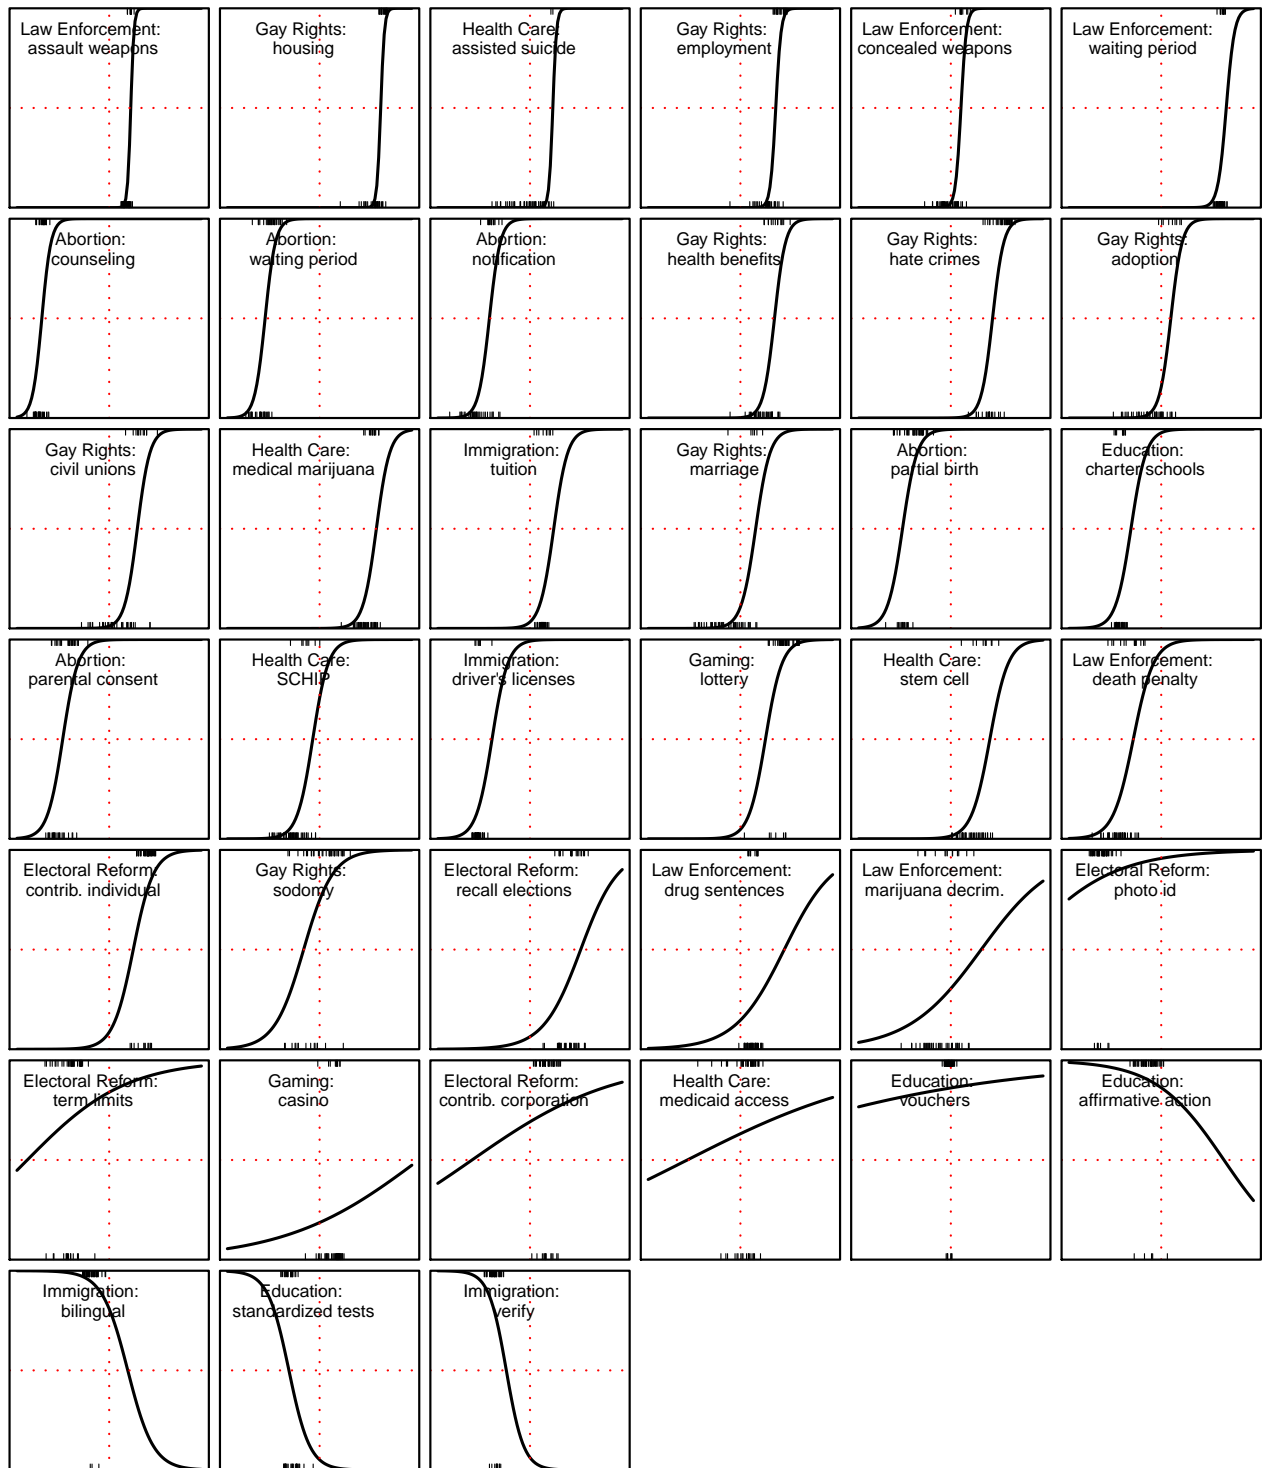 Law Enforcement:
assault weapons
Gay Rights:
housing
Health Care:
assisted suicide
Gay Rights:
employment
Law Enforcement:
concealed weapons
Law Enforcement:
waiting period
Abortion:
counseling
Abortion:
waiting period
Abortion:
notification
Gay Rights:
health benefits
Gay Rights:
hate crimes
Gay Rights:
adoption
Gay Rights:
civil unions
Health Care:
medical marijuana
Immigration:
tuition
Gay Rights:
marriage
Abortion:
partial birth
Education:
charter schools
Abortion:
parental consent
Health Care:
SCHIP
Immigration:
driver's licenses
Gaming:
lottery
Health Care:
stem cell
Law Enforcement:
death penalty
Electoral Reform:
contrib. individual
Gay Rights:
sodomy
Electoral Reform:
recall elections
Law Enforcement:
drug sentences
Law Enforcement:
marijuana decrim.
Electoral Reform:
photo id
Electoral Reform:
term limits
Gaming:
casino
Electoral Reform:
contrib. corporation
Health Care:
medicaid access
Education:
vouchers
Education:
affirmative action
Immigration:
bilingual
Education:
standardized tests
Immigration:
verify